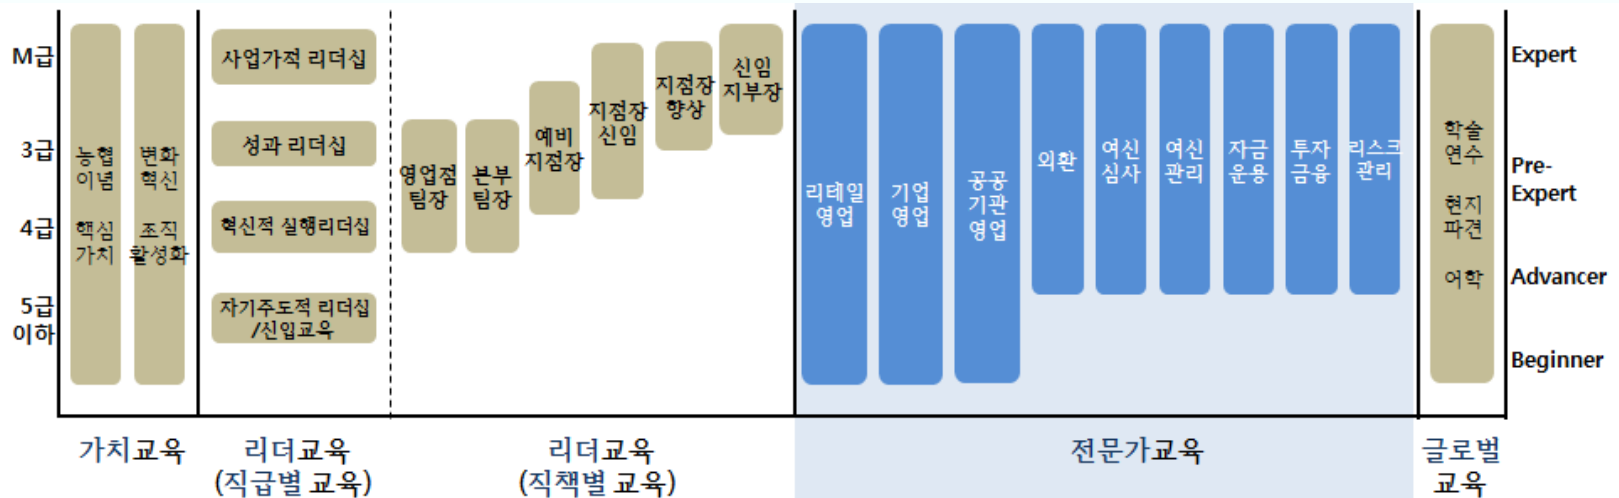 M급
3급
4급
5급
이하
농협
이념
핵심
가치
변화
혁신
조직
활성화
사업가적 리더십
성과 리더십
혁신적 실행리더십
자기주도적 리더십
/신입교육
영업점
팀장
본부
팀장
예비
지점장
지점장
신임
지점장
향상
신임
지부장
리테일
영업
기업
영업
공공
기관
영업
외환
여신
심사
여신
관리
자금
운용
투자
금융
리스크
관리
학술
연수
현지
파견
어학
Expert
Pre-
Expert
Advancer
Beginner
가치교육
리더교육
(직급별 교육)
리더교육
(직책별 교육)
전문가교육
글로벌
교육